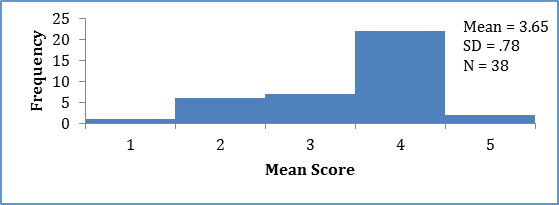 Frequency
25
20
15
10
5
0
Mean = 3.65
SD = .78
N = 38
1 2 3 4 5
Mean Score